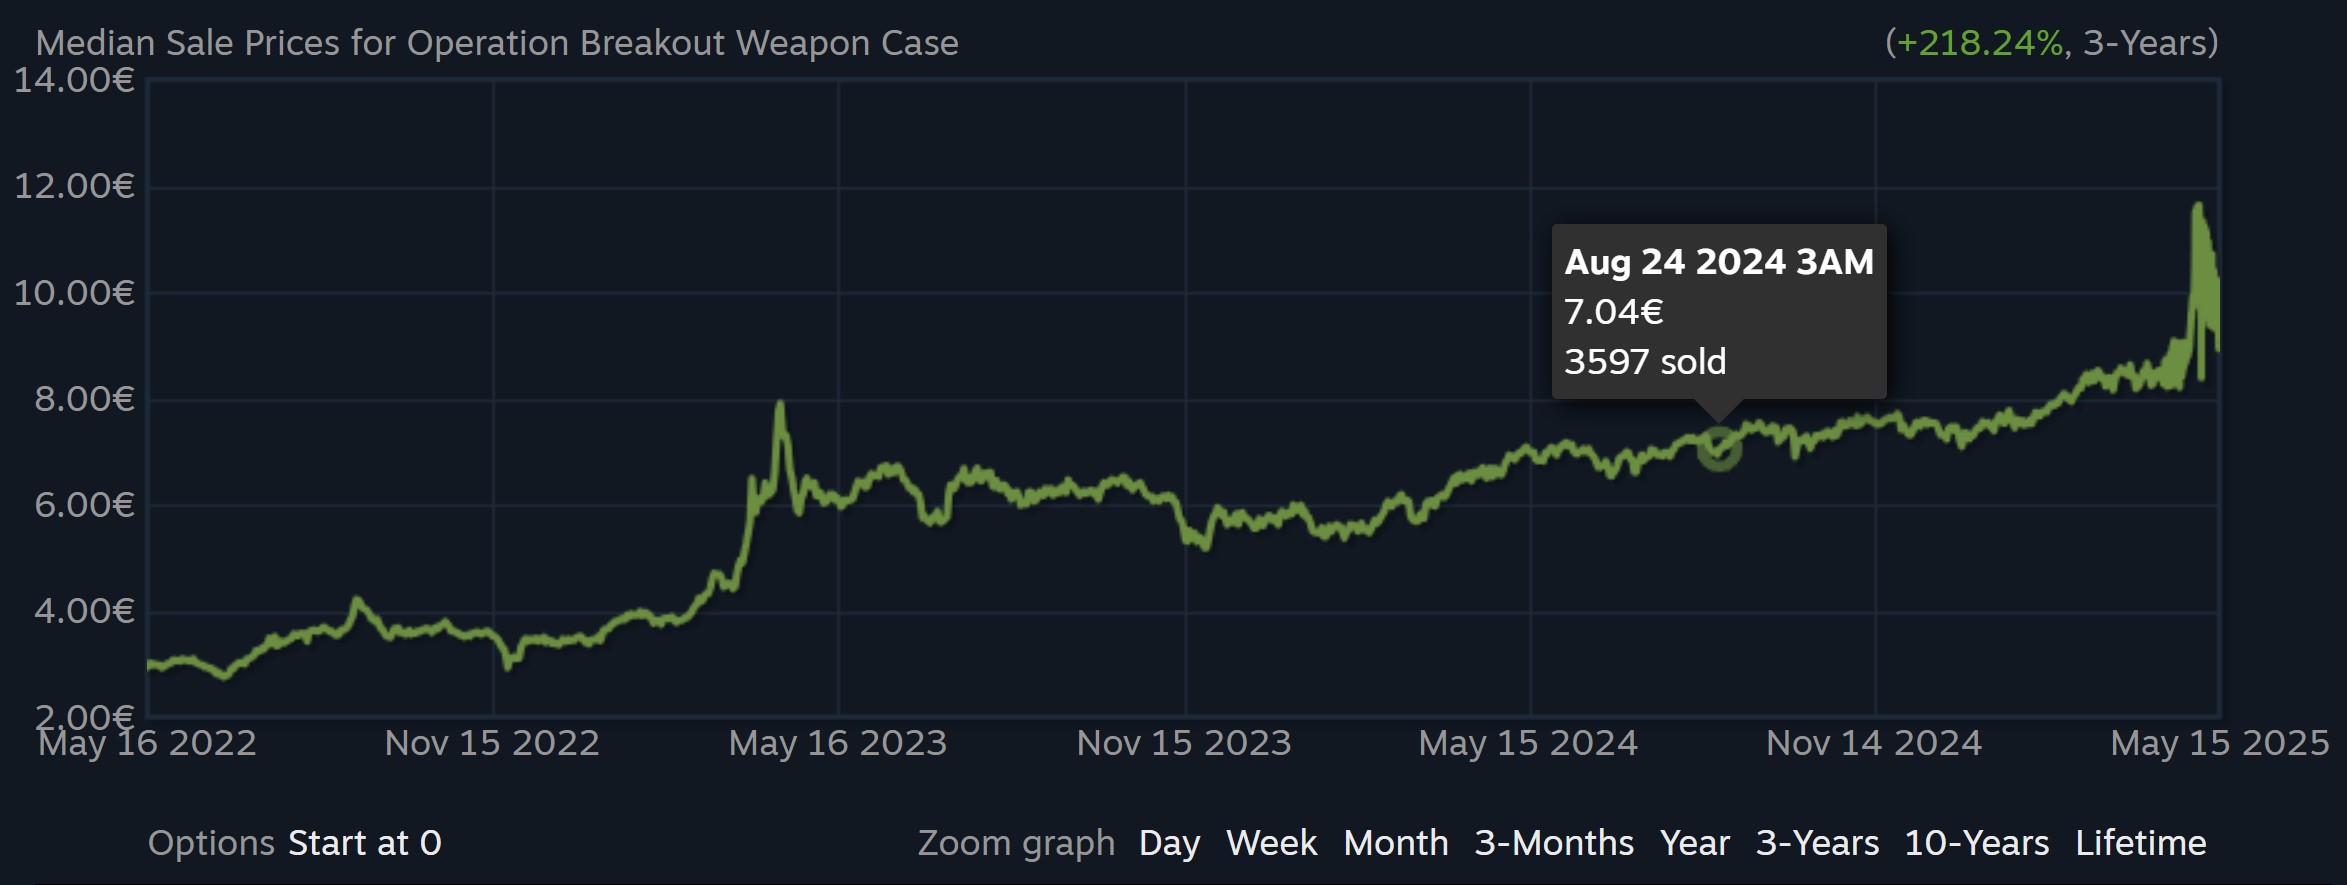 Median Sale Prices for Operation Breakout Weapon Case
(+218.24%, 3-Years)
14.00€
12.00€
10.00€
8.00€
6.00€
4.00€
2.00€
Aug 24 2024 3AM
7.04€
3597 sold
May 16 2022
Nov 15 2022
May 16 2023
Nov 15 2023
May 15 2024
Nov 14 2024
May 15 2025
Options Start at 0
Zoom graph Day Week Month 3-Months Year 3-Years 10-Years Lifetime